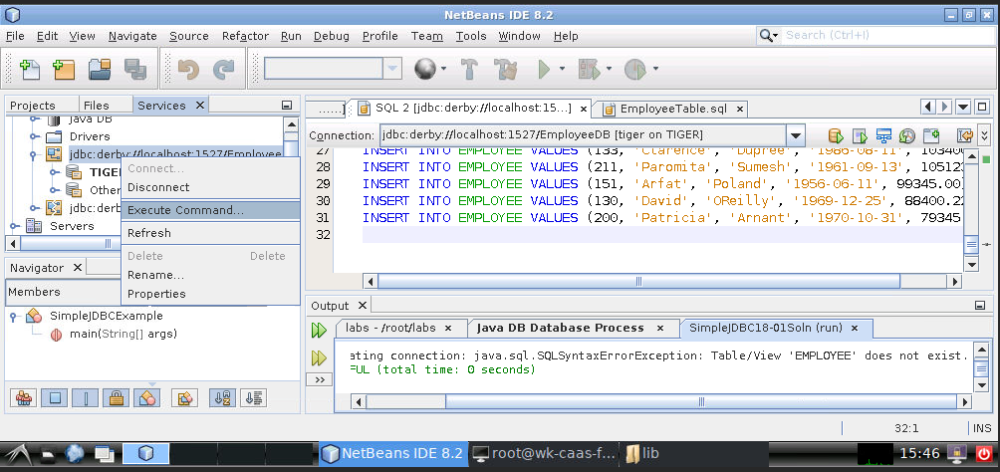 NetBeans IDE 8.2
File Edit View Navigate Source Refactor Run Debug Profile Team Tools Window Help
Search (Ctrl+I)
Projects Files Services
Java DB
Drivers
jdbc:derby://localhost:1527/Employee
TIGE
Other
jdbc:derb
Servers
Connect...
Disconnect
Execute Command...
Refresh
Delete Delete
Rename...
Properties
Navigator
Members
SimpleJDBCExample
main(String[] args)
......] SQL 2 [jdbc:derby://localhost:15...] EmployeeTable.sql
Connection: jdbc:derby://localhost:1527/EmployeeDB [tiger on TIGER]
27 INSERT INTO EMPLOYEE VALUES (133, 'Clarence', 'Dupree', '1986-08-11', 103400
28 INSERT INTO EMPLOYEE VALUES (211, 'Paromita', 'Sumesh', '1961-09-13', 105123
29 INSERT INTO EMPLOYEE VALUES (151, 'Arfat', 'Poland', '1956-06-11', 99345.00)
30 INSERT INTO EMPLOYEE VALUES (130, 'David', 'OReilly', '1969-12-25', 88400.22
31 INSERT INTO EMPLOYEE VALUES (200, 'Patricia', 'Arnant', '1970-10-31', 79345
32
Output
labs - /root/labs Java DB Database Process SimpleJDBC18-01Soln (run)
ating connection: java.sql.SQLSyntaxErrorException: Table/View 'EMPLOYEE' does not exist.
FUL (total time: 0 seconds)
32:1 INS
NetBeans IDE 8.2 root@wk-caas-f... lib 15:46